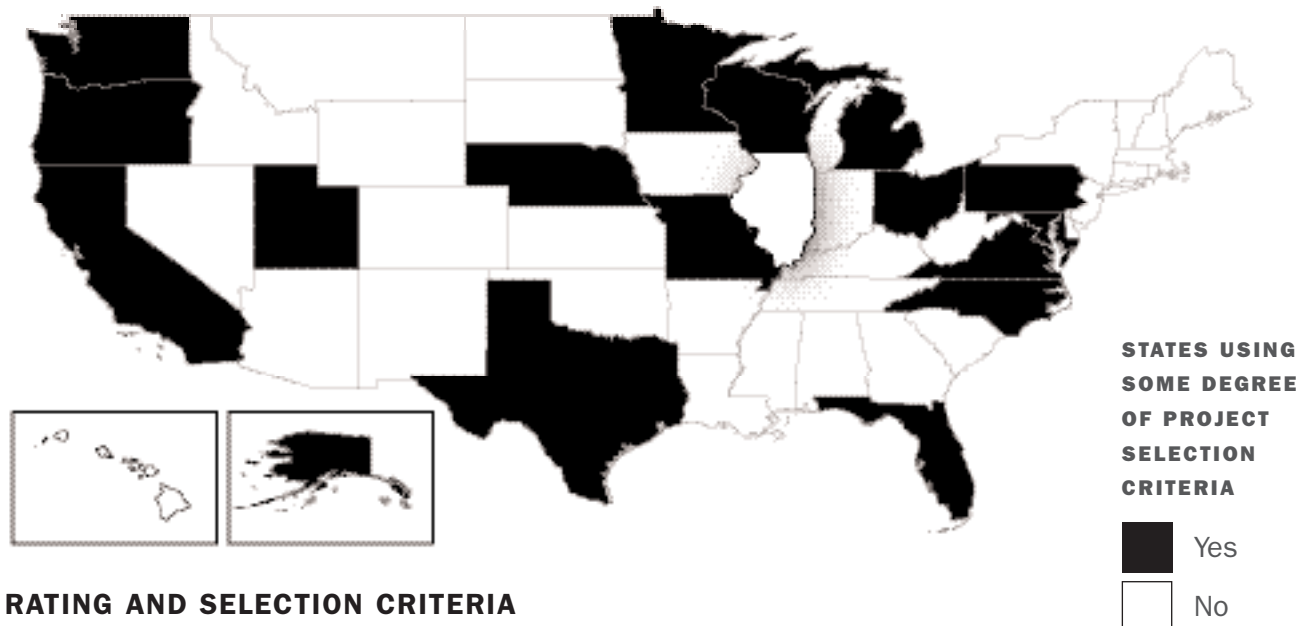 STATES USING
SOME DEGREE
OF PROJECT
SELECTION
CRITERIA
Yes
No
RATING AND SELECTION CRITERIA